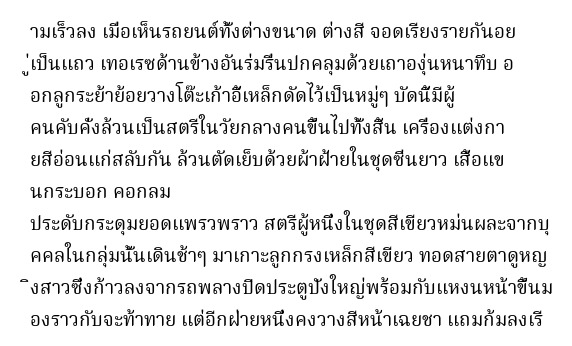 ามเร็วลง เมื่อเห็นรถยนต์ทั้งต่างขนาด ต่างสี จอดเรียงรายกันอย
ู่เป็นแถว เทอเรซด้านข้างอันร่มรื่นปกคลุมด้วยเถาองุ่นหนาทึบ อ
อกลูกระย้าย้อยวางโต๊ะเก้าอี้เหล็กดัดไว้เป็นหมู่ๆ บัดนี้มีผู้
คนคับคั่งล้วนเป็นสตรีในวัยกลางคนขึ้นไปทั้งสิ้น เครื่องแต่งกา
ยสีอ่อนแก่สลับกัน ล้วนตัดเย็บด้วยผ้าฝ้ายในชุดซิ่นยาว เสื้อแข
นกระบอก คอกลม
ประดับกระดุมยอดแพรวพราว สตรีผู้หนึ่งในชุดสีเขียวหม่นผละจากบุ
คคลในกลุ่มนั้นเดินช้าๆ มาเกาะลูกกรงเหล็กสีเขียว ทอดสายตาดูหญ
ิงสาวซึ่งก้าวลงจากรถพลางปิดประตูปังใหญ่พร้อมกับแหงนหน้าขึ้นม
องราวกับจะท้าทาย แต่อีกฝ่ายหนึ่งคงวางสีหน้าเฉยชา แถมก้มลงเรี